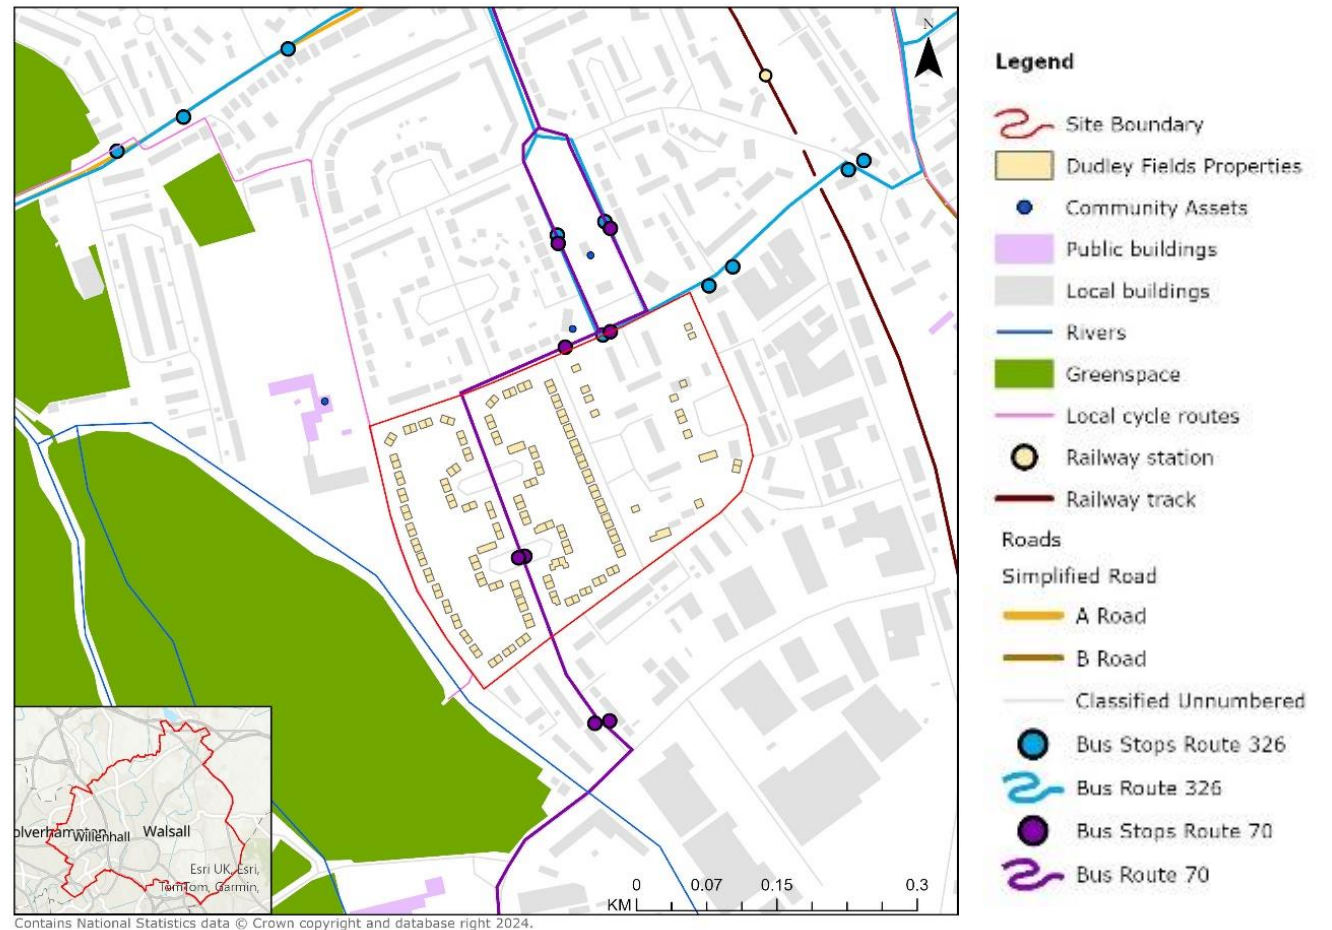 N
Legend
Site Boundary
Dudley Fields Properties
Community Assets
Public buildings
Local buildings
Rivers
Greenspace
Local cycle routes
Railway station
Railway track
Roads
Simplified Road
A Road
B Road
Classified Unnumbered
Bus Stops Route 326
Bus Route 326
Bus Stops Route 70
Bus Route 70
olverhampton Willenhall Walsall
Esri UK, Esri,
TomTom, Garmin,
0 0.07 0.15 0.3
KM
Contains National Statistics data © Crown copyright and database right 2024.